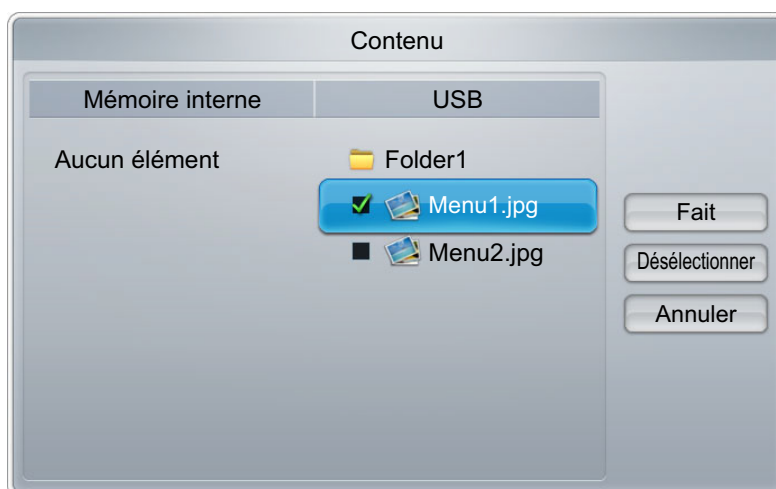 Contenu
Mémoire interne
USB
Aucun élément
Folder1
Menu1.jpg
Menu2.jpg
Fait
Désélectionner
Annuler